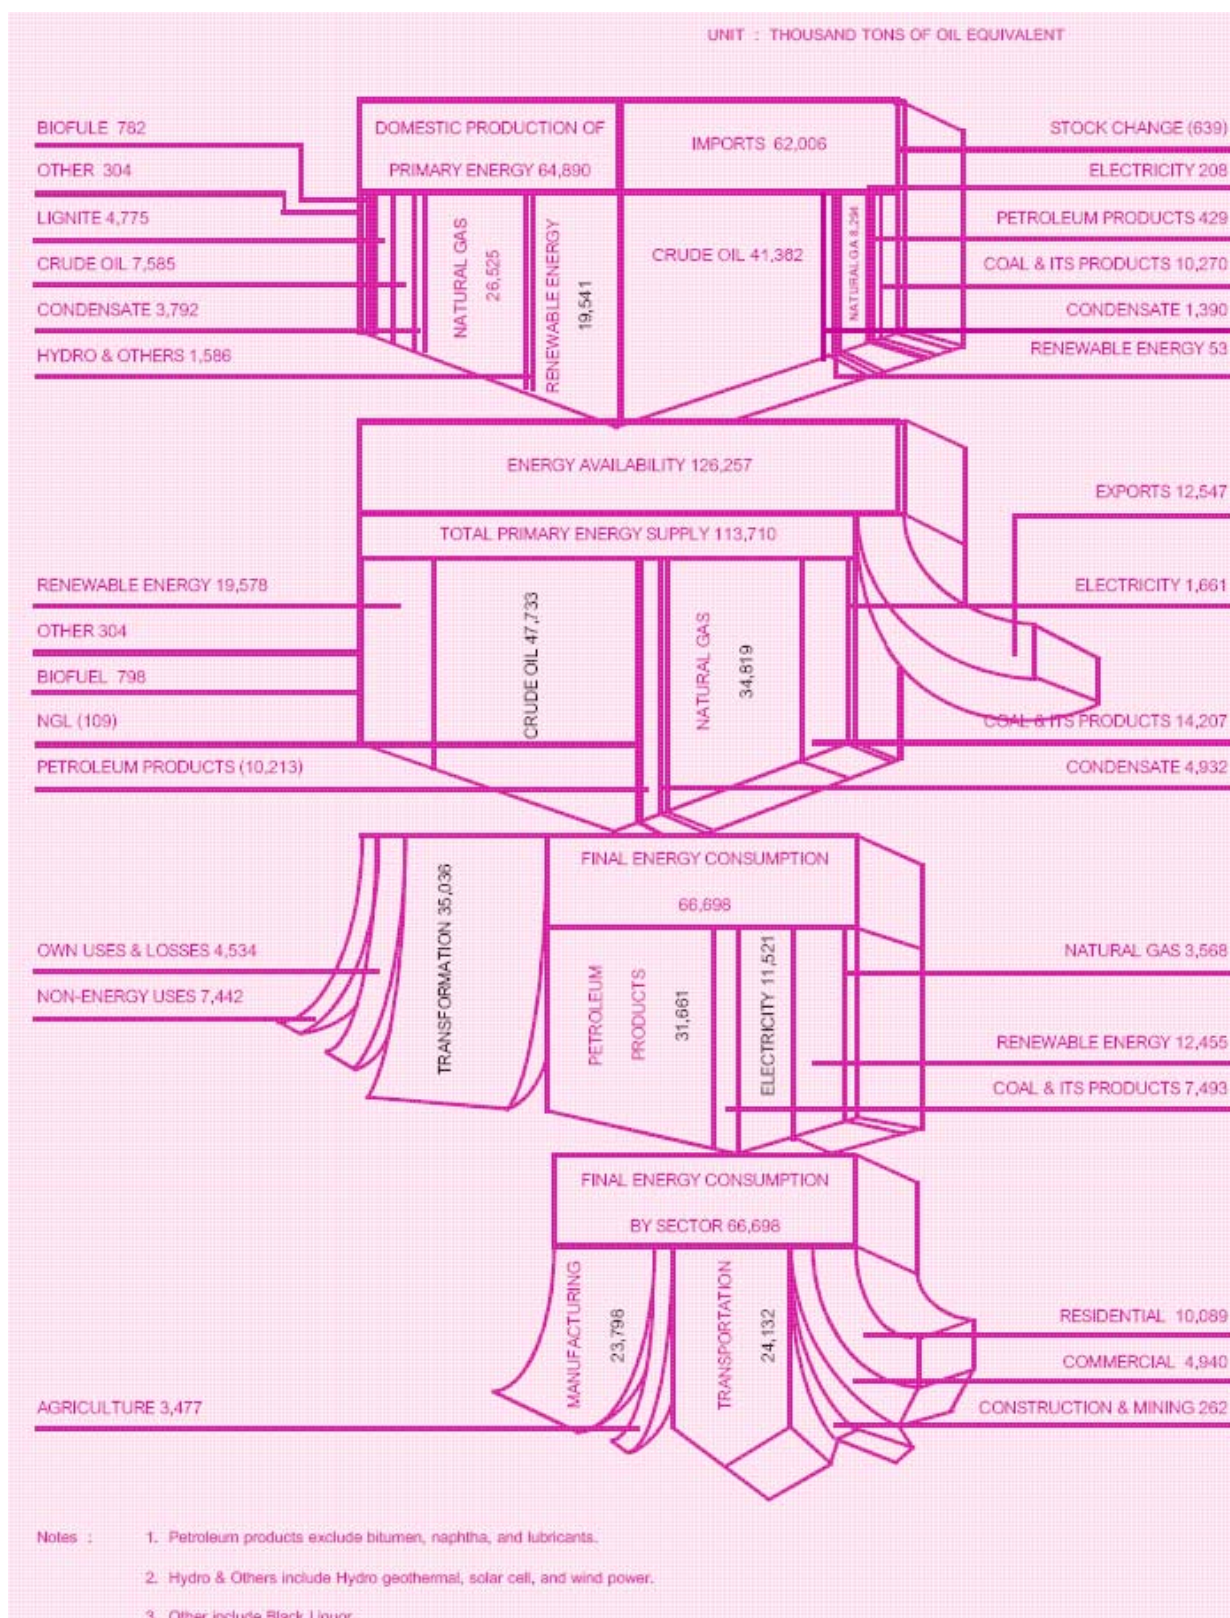 UNIT : THOUSAND TONS OF OIL EQUIVALENT
BIOFULE 782
OTHER 304
LIGNITE 4,775
CRUDE OIL 7,585
CONDENSATE 3,792
HYDRO & OTHERS 1,586
DOMESTIC PRODUCTION OF
PRIMARY ENERGY 64,890
IMPORTS 62,006
NATURAL GAS
26,525
RENEWABLE ENERGY
19,541
CRUDE OIL 41,362
NATURAL GA 8,294
STOCK CHANGE (639)
ELECTRICITY 208
PETROLEUM PRODUCTS 429
COAL & ITS PRODUCTS 10,270
CONDENSATE 1,390
RENEWABLE ENERGY 53
ENERGY AVAILABILITY 126,257
EXPORTS 12,547
TOTAL PRIMARY ENERGY SUPPLY 113,710
RENEWABLE ENERGY 19,578
OTHER 304
BIOFUEL 798
NGL (109)
PETROLEUM PRODUCTS (10,213)
CRUDE OIL 47,733
NATURAL GAS
34,819
ELECTRICITY 1,661
COAL & ITS PRODUCTS 14,207
CONDENSATE 4,932
FINAL ENERGY CONSUMPTION
66,698
OWN USES & LOSSES 4,534
NON-ENERGY USES 7,442
TRANSFORMATION 35,036
PETROLEUM
PRODUCTS
31,661
ELECTRICITY 11,521
NATURAL GAS 3,568
RENEWABLE ENERGY 12,455
COAL & ITS PRODUCTS 7,493
FINAL ENERGY CONSUMPTION
BY SECTOR 66,698
MANUFACTURING
23,798
TRANSPORTATION
24,132
RESIDENTIAL 10,089
COMMERCIAL 4,940
CONSTRUCTION & MINING 262
AGRICULTURE 3,477
Notes : 1. Petroleum products exclude bitumen, naphtha, and lubricants.
2. Hydro & Others include Hydro geothermal, solar cell, and wind power.
3. Other include Black Liquor